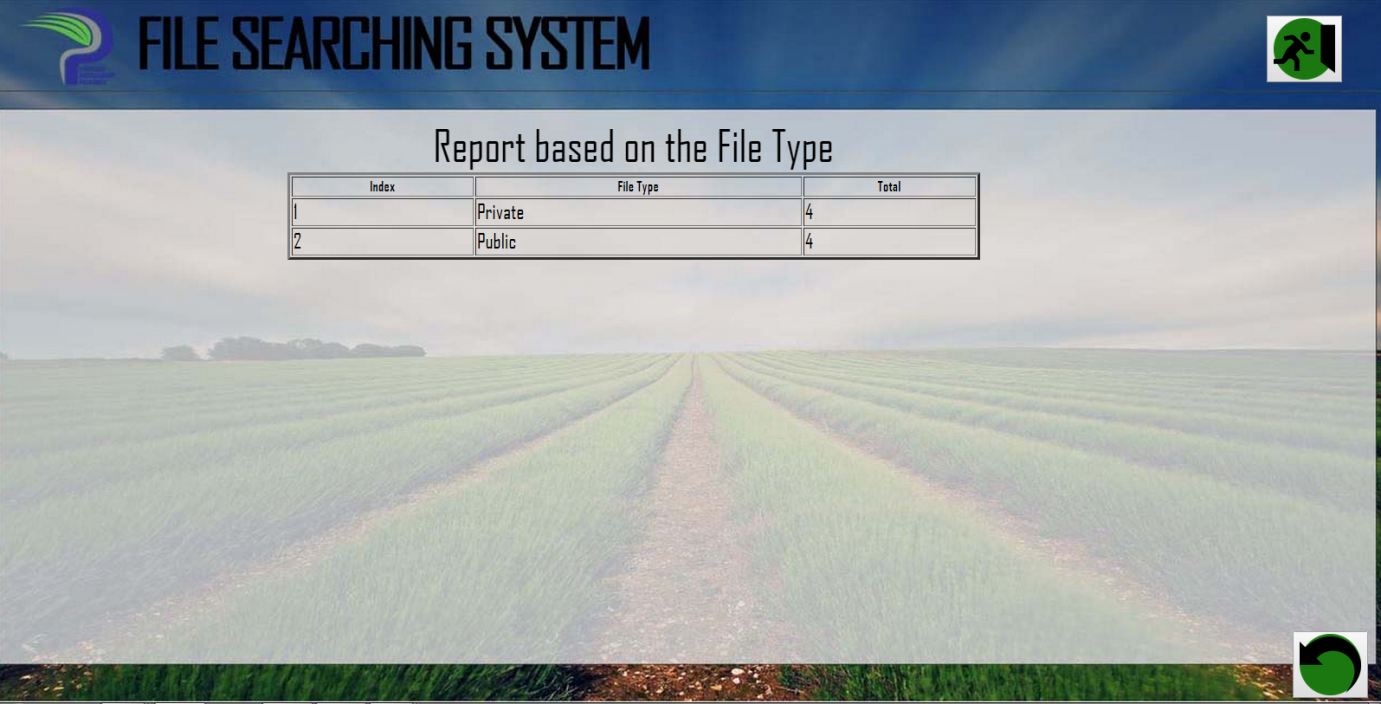 FILE SEARCHING SYSTEM
Report based on the File Type
Index File Type Total
1 Private 4
2 Public 4